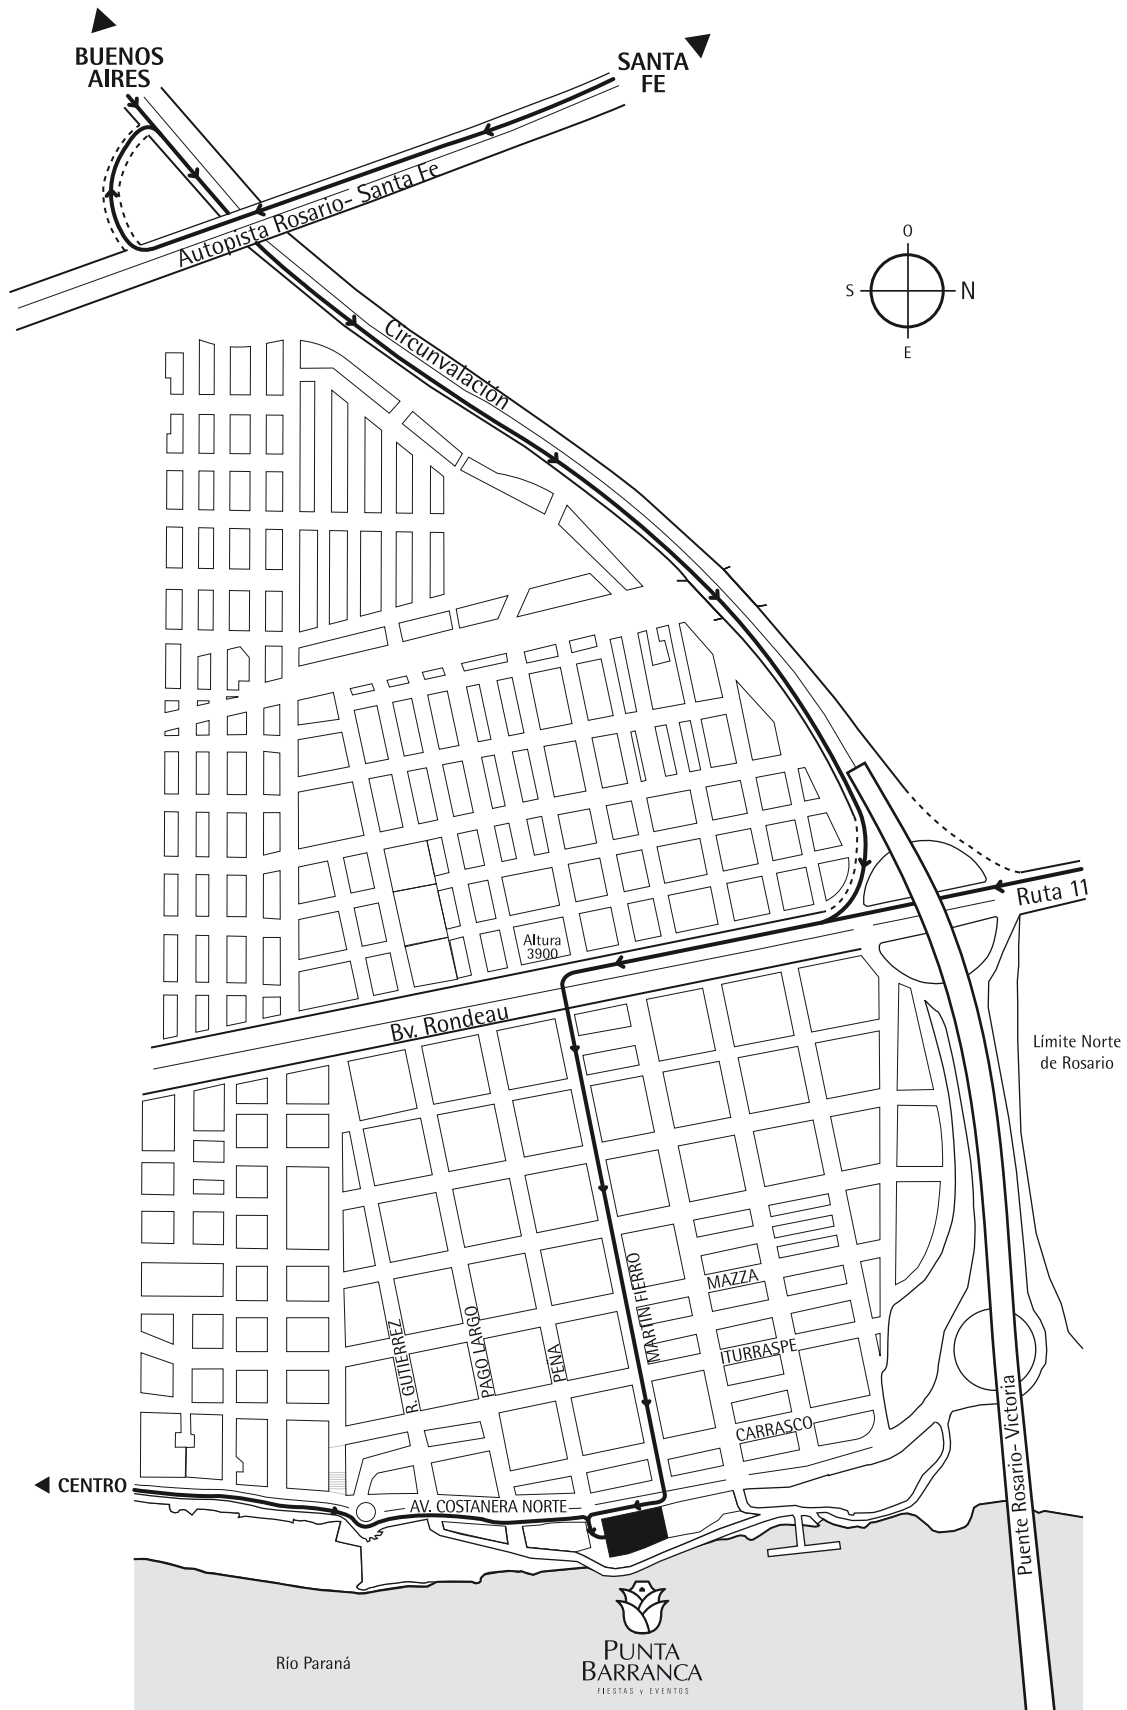 BUENOS
AIRES
SANTA
FE
Autopista Rosario- Santa Fe
O
S
N
E
Circunvalación
Ruta 11
Altura
3900
Bv. Rondeau
Límite Norte
de Rosario
MARTIN FIERRO
MAZZA
R. GUTIERREZ
PAGO LARGO
PEÑA
ITURRASPE
CARRASCO
Puente Rosario- Victoria
CENTRO
AV. COSTANERA NORTE
Río Paraná
PUNTA
BARRANCA
FIESTAS y EVENTOS